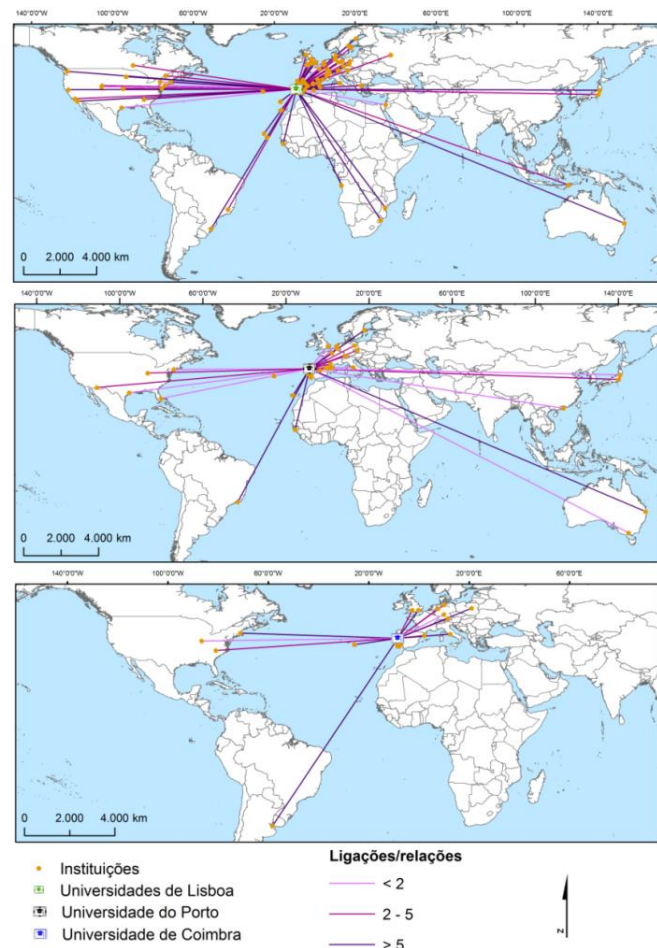 140°0'0"W 100°0'0"W 60°0'0"W 20°0'0"W 20°0'0"E 60°0'0"E 100°0'0"E 140°0'0"E
0 2.000 4.000 km
140°0'0"W 100°0'0"W 60°0'0"W 20°0'0"W 20°0'0"E 60°0'0"E 100°0'0"E 140°0'0"E
0 2.000 4.000 km
140°0'0"W 100°0'0"W 60°0'0"W 20°0'0"W 20°0'0"E 60°0'0"E
0 2.000 4.000 km
Ligações/relações
Instituições
< 2
Universidades de Lisboa
2 - 5
Universidade do Porto
Universidade de Coimbra
> 5
N